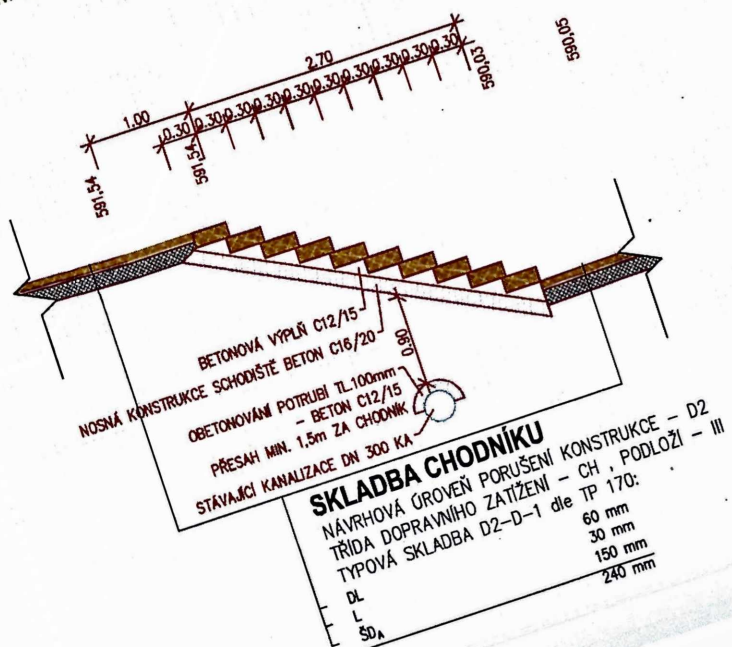 2.70
1.00
0.30 0.30 0.30 0.30 0.30 0.30 0.30 0.30 0.30 0.30
591,54
591,54
590,03
590,05
BETONOVÁ VÝPLŇ C12/15
NOSNÁ KONSTRUKCE SCHODIŠTĚ BETON C16/20
0.90
OBETONOVÁNÍ POTRUBÍ TL.100mm
- BETON C12/15
PŘESAH MIN. 1,5m ZA CHODNÍK
STÁVAJÍCÍ KANALIZACE DN 300 KA
SKLADBA CHODNÍKU
NÁVRHOVÁ ÚROVEŇ PORUŠENÍ KONSTRUKCE - D2
TŘÍDA DOPRAVNÍHO ZATÍŽENÍ - CH , PODLOŽÍ - III
TYPOVÁ SKLADBA D2-D-1 dle TP 170:
DL 60 mm
L 30 mm
ŠDA 150 mm
240 mm